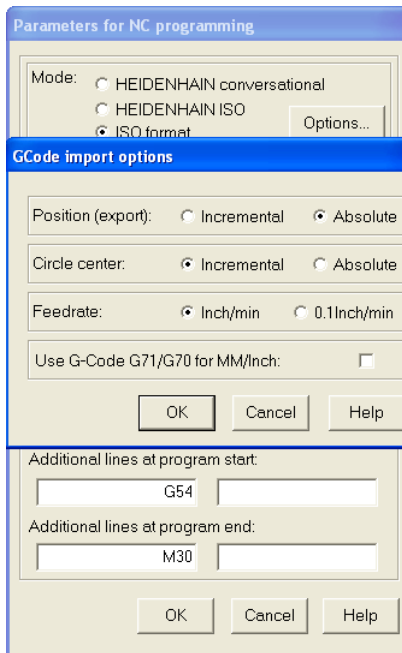 Parameters for NC programming
Mode: HEIDENHAIN conversational
HEIDENHAIN ISO
ISO format Options...
GCode import options
Position (export): Incremental Absolute
Circle center: Incremental Absolute
Feedrate: Inch/min 0.1Inch/min
Use G-Code G71/G70 for MM/Inch:
OK Cancel Help
Additional lines at program start:
G54
Additional lines at program end:
M30
OK Cancel Help